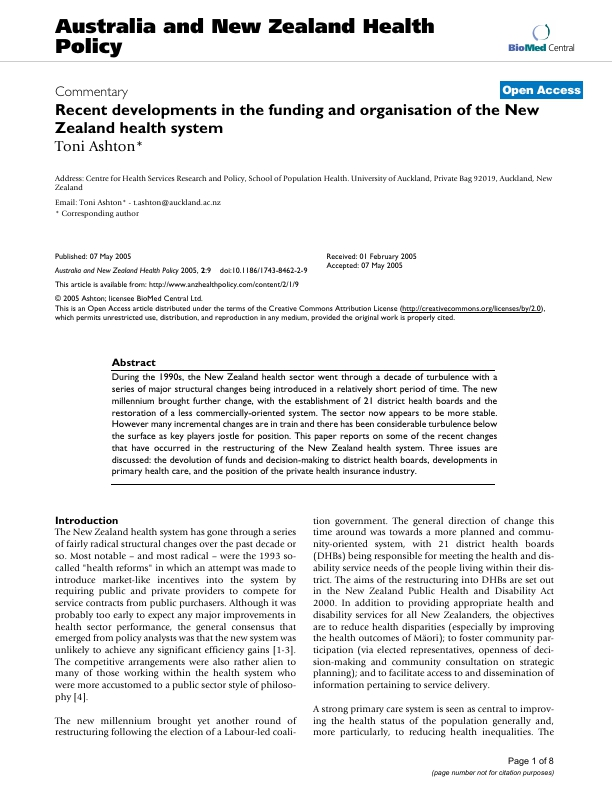 Australia and New Zealand Health
Policy
BioMed Central
Commentary
Open Access
Recent developments in the funding and organisation of the New
Zealand health system
Toni Ashton*
Address: Centre for Health Services Research and Policy, School of Population Health. University of Auckland, Private Bag 92019, Auckland, New
Zealand
Email: Toni Ashton* - t.ashton@auckland.ac.nz
* Corresponding author
Published: 07 May 2005
Australia and New Zealand Health Policy 2005, 2:9 doi:10.1186/1743-8462-2-9
Received: 01 February 2005
Accepted: 07 May 2005
This article is available from: http://www.anzhealthpolicy.com/content/2/1/9
© 2005 Ashton; licensee BioMed Central Ltd.
This is an Open Access article distributed under the terms of the Creative Commons Attribution License (http://creativecommons.org/licenses/by/2.0),
which permits unrestricted use, distribution, and reproduction in any medium, provided the original work is properly cited.
Abstract
During the 1990s, the New Zealand health sector went through a decade of turbulence with a
series of major structural changes being introduced in a relatively short period of time. The new
millennium brought further change, with the establishment of 21 district health boards and the
restoration of a less commercially-oriented system. The sector now appears to be more stable.
However many incremental changes are in train and there has been considerable turbulence below
the surface as key players jostle for position. This paper reports on some of the recent changes
that have occurred in the restructuring of the New Zealand health system. Three issues are
discussed: the devolution of funds and decision-making to district health boards, developments in
primary health care, and the position of the private health insurance industry.
Introduction
The New Zealand health system has gone through a series
of fairly radical structural changes over the past decade or
so. Most notable – and most radical – were the 1993 so-
called "health reforms" in which an attempt was made to
introduce market-like incentives into the system by
requiring public and private providers to compete for
service contracts from public purchasers. Although it was
probably too early to expect any major improvements in
health sector performance, the general consensus that
emerged from policy analysts was that the new system was
unlikely to achieve any significant efficiency gains [1-3].
The competitive arrangements were also rather alien to
many of those working within the health system who
were more accustomed to a public sector style of philoso-
phy [4].
The new millennium brought yet another round of
restructuring following the election of a Labour-led coali-
tion government. The general direction of change this
time around was towards a more planned and commu-
nity-oriented system, with 21 district health boards
(DHBs) being responsible for meeting the health and dis-
ability service needs of the people living within their dis-
trict. The aims of the restructuring into DHBs are set out
in the New Zealand Public Health and Disability Act
2000. In addition to providing appropriate health and
disability services for all New Zealanders, the objectives
are to reduce health disparities (especially by improving
the health outcomes of Māori); to foster community par-
ticipation (via elected representatives, openness of deci-
sion-making and community consultation on strategic
planning); and to facilitate access to and dissemination of
information pertaining to service delivery.
A strong primary care system is seen as central to improv-
ing the health status of the population generally and,
more particularly, to reducing health inequalities. The
Page 1 of 8
(page number not for citation purposes)